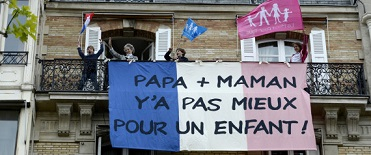 PAPA + MAMAN
Y'A PAS MIEUX
POUR UN ENFANT !